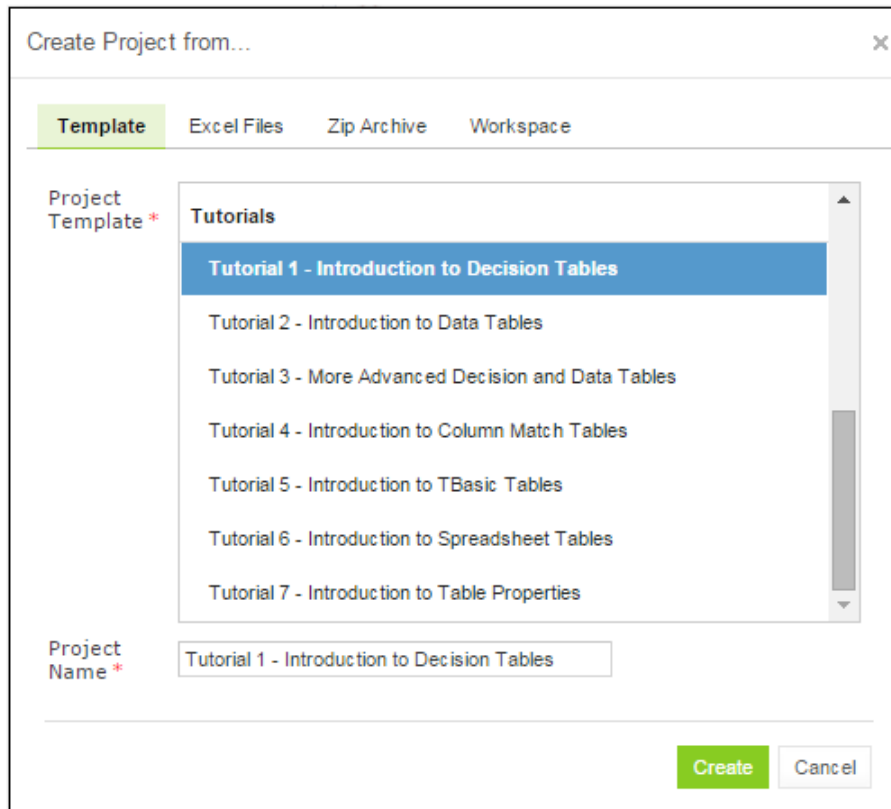 Create Project from...
×
Template Excel Files Zip Archive Workspace
Project
Template *
Tutorials
Tutorial 1 - Introduction to Decision Tables
Tutorial 2 - Introduction to Data Tables
Tutorial 3 - More Advanced Decision and Data Tables
Tutorial 4 - Introduction to Column Match Tables
Tutorial 5 - Introduction to TBasic Tables
Tutorial 6 - Introduction to Spreadsheet Tables
Tutorial 7 - Introduction to Table Properties
Project
Name *
Tutorial 1 - Introduction to Decision Tables
Create Cancel